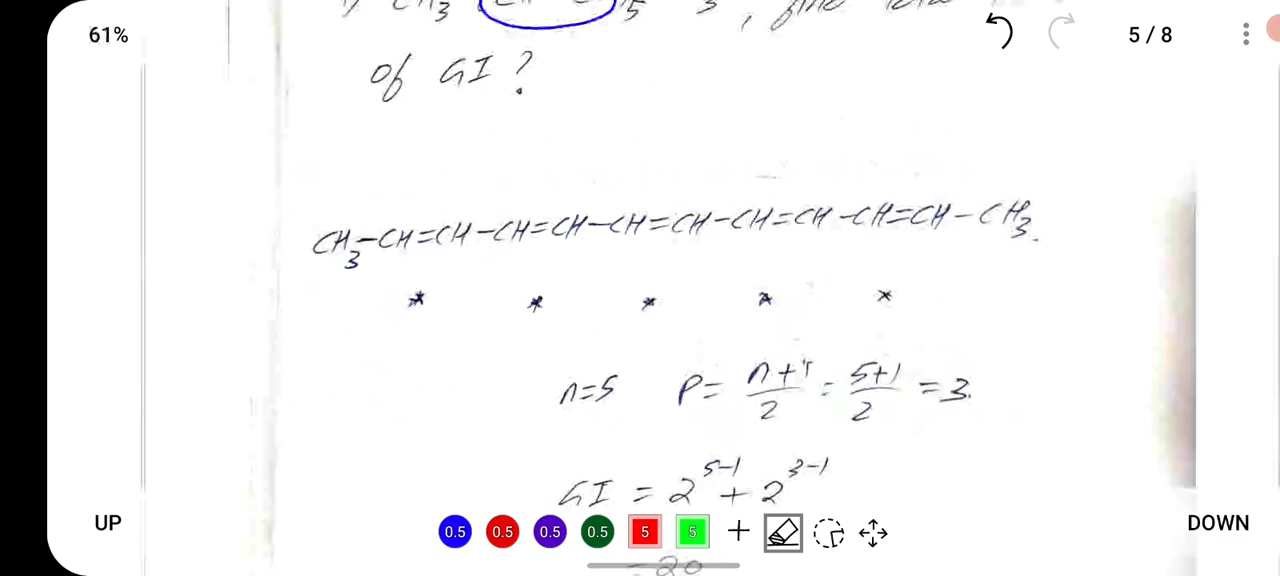 61%
5 / 8
of GI ?
CH3-CH=CH-CH=CH-CH=CH-CH=CH-CH=CH-CH3.
* * * * *
n=5 P= n+1/2 = 5+1/2 =3.
GI = 2^5-1 + 2^3-1
0.5 0.5 0.5 0.5 5 5 +
UP
DOWN
=20